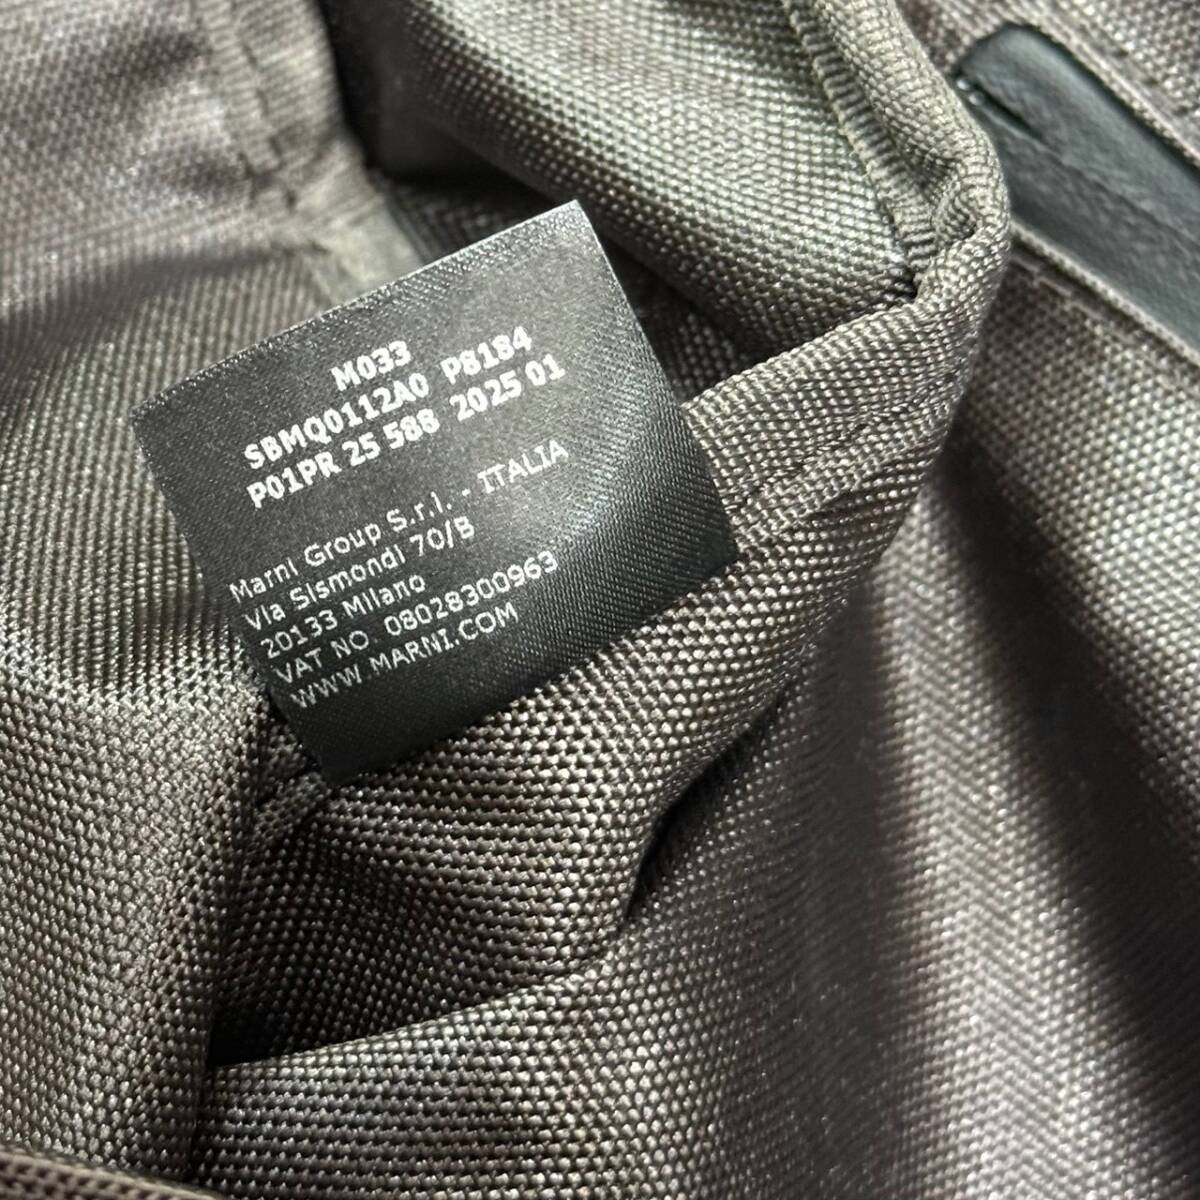 M033
SBMQ0112A0 P8184
P01PR 25 588 2025 01
Marni Group S.r.l. - ITALIA
Via Sismondi 70/B
20133 Milano
VAT NO 08028300963
WWW.MARNI.COM